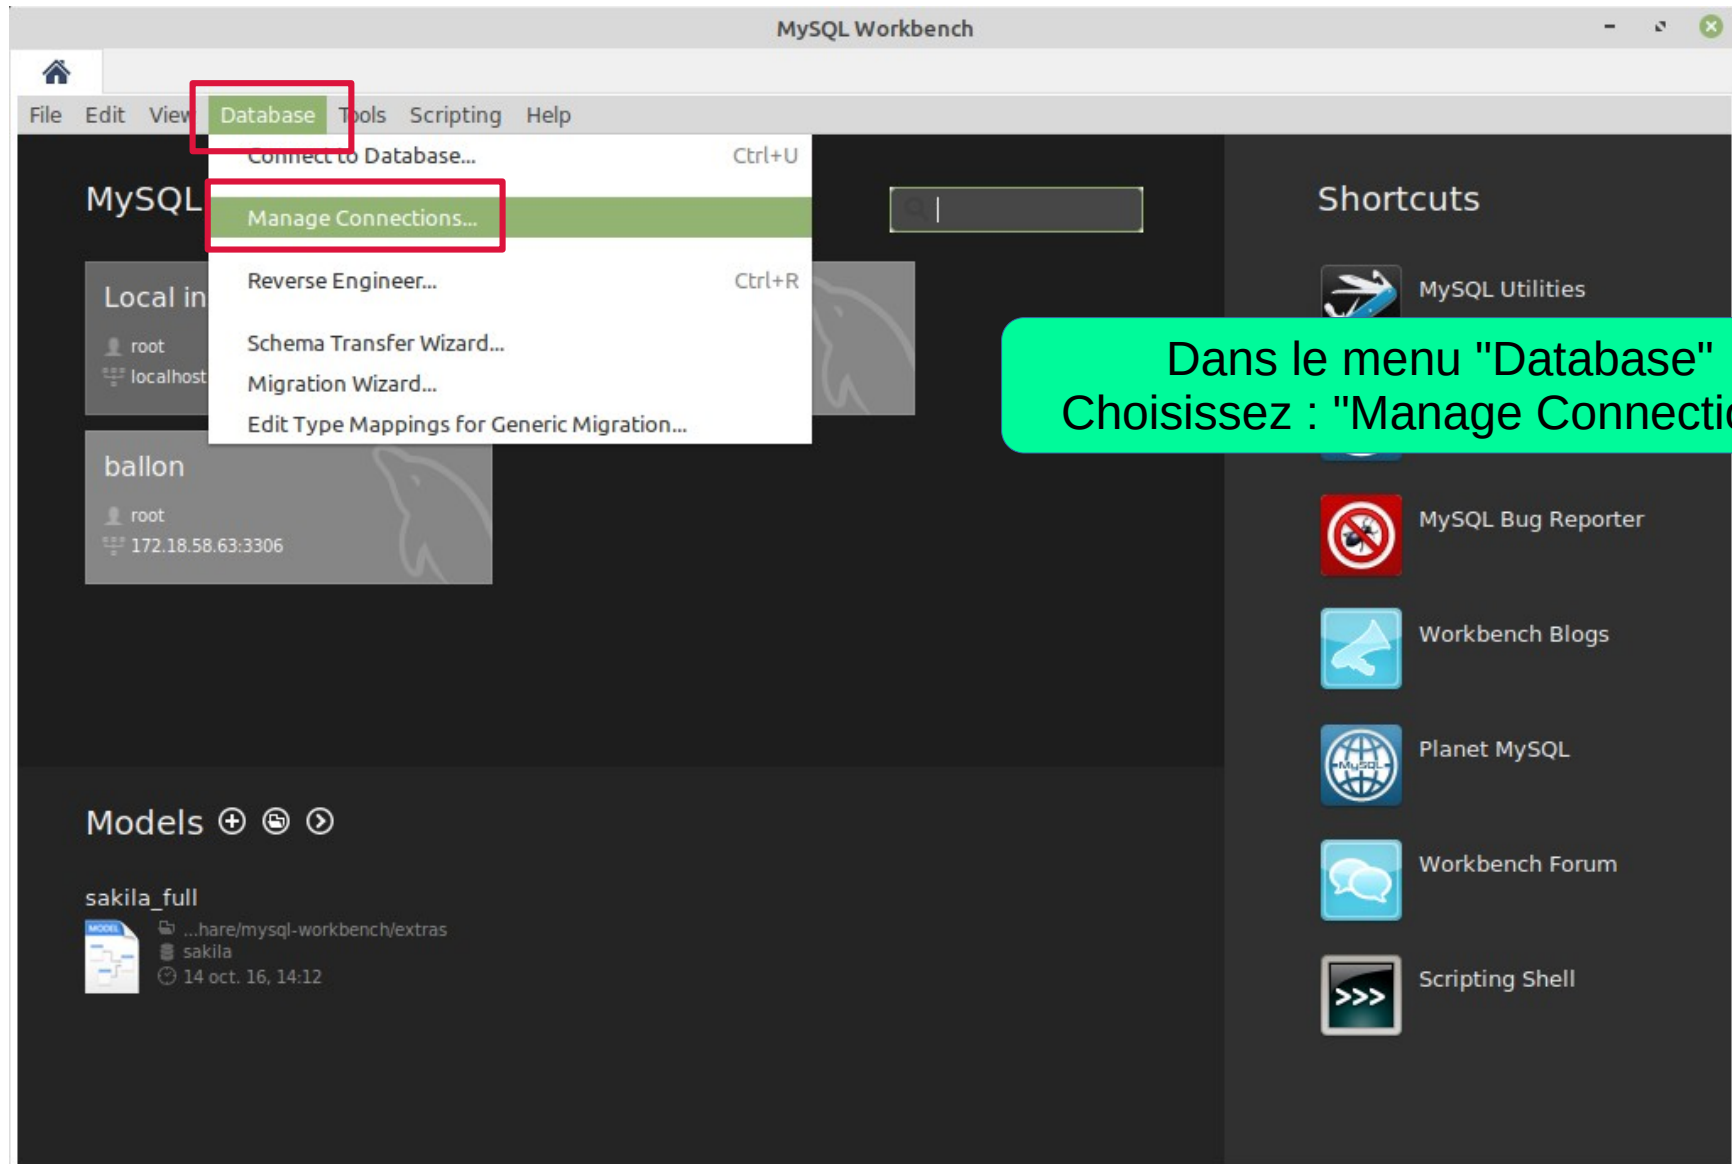 MySQL Workbench
File Edit View Database Tools Scripting Help
Connect to Database... Ctrl+U
Manage Connections...
Reverse Engineer... Ctrl+R
Schema Transfer Wizard...
Migration Wizard...
Edit Type Mappings for Generic Migration...
MySQL
Local in
root
localhost
ballon
root
172.18.58.63:3306
Models
sakila_full
MODEL
...hare/mysql-workbench/extras
sakila
14 oct. 16, 14:12
Shortcuts
MySQL Utilities
Dans le menu "Database"
Choisissez : "Manage Connectio
MySQL Bug Reporter
Workbench Blogs
MySQL
Planet MySQL
Workbench Forum
>>>
Scripting Shell